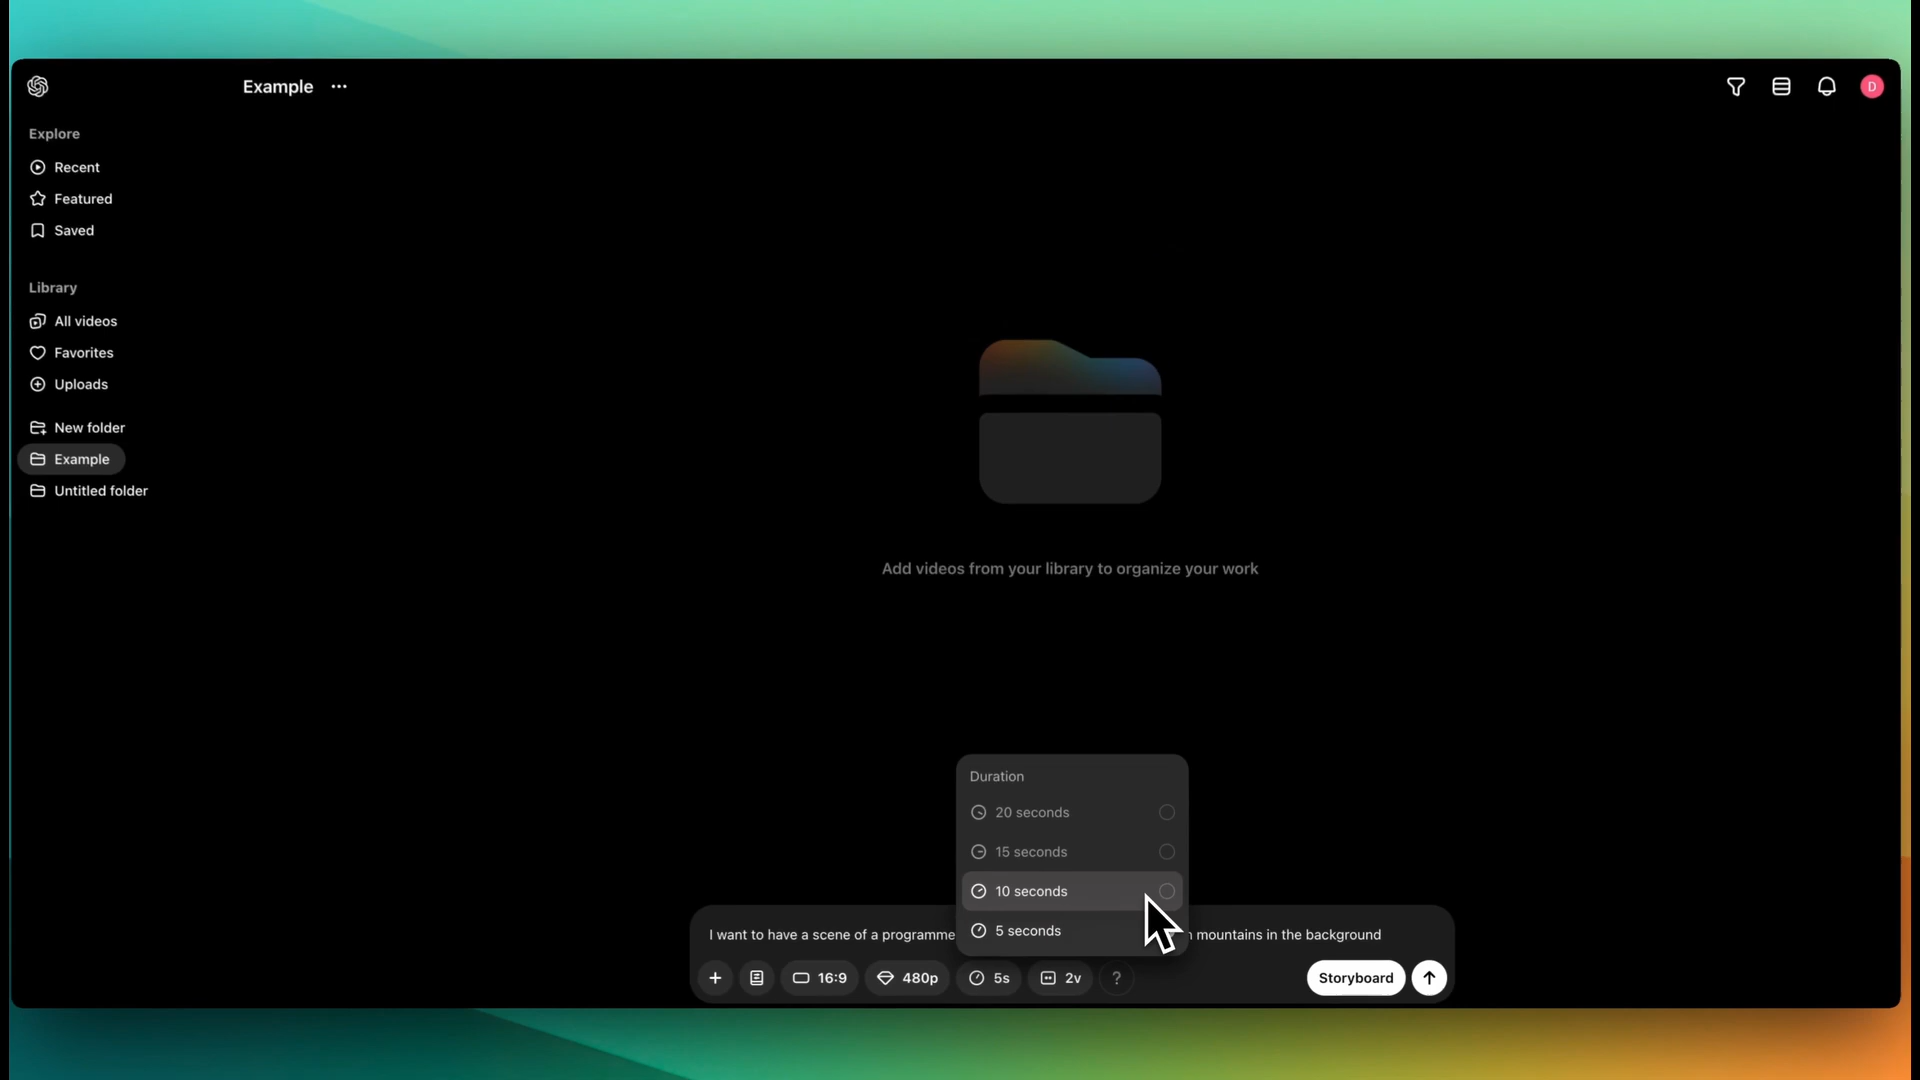 Example
D
Explore
Recent
Featured
Saved
Library
All videos
Favorites
Uploads
New folder
Example
Untitled folder
Add videos from your library to organize your work
Duration
20 seconds
15 seconds
10 seconds
5 seconds
I want to have a scene of a mountains in the background
16:9
480p
5s
2v
?
Storyboard